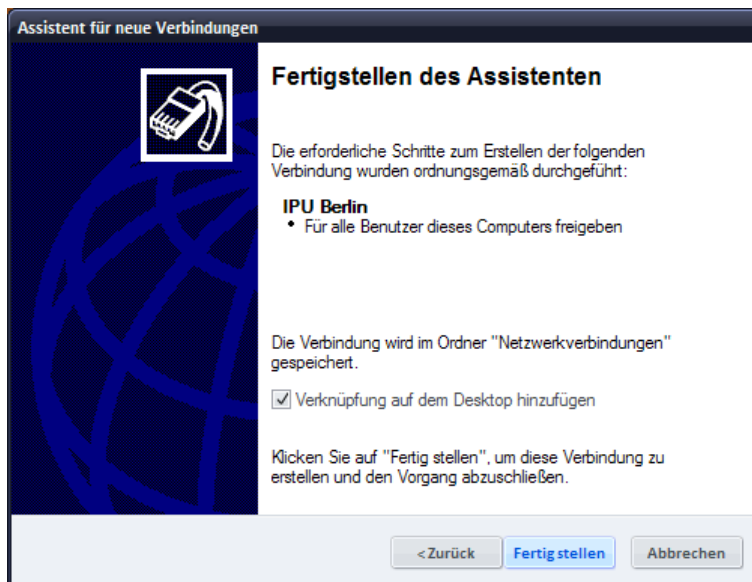 Assistent für neue Verbindungen
Fertigstellen des Assistenten
Die erforderliche Schritte zum Erstellen der folgenden
Verbindung wurden ordnungsgemäß durchgeführt:
IPU Berlin
• Für alle Benutzer dieses Computers freigeben
Die Verbindung wird im Ordner "Netzwerkverbindungen"
gespeichert.
Verknüpfung auf dem Desktop hinzufügen
Klicken Sie auf "Fertig stellen", um diese Verbindung zu
erstellen und den Vorgang abzuschließen.
< Zurück Fertig stellen Abbrechen